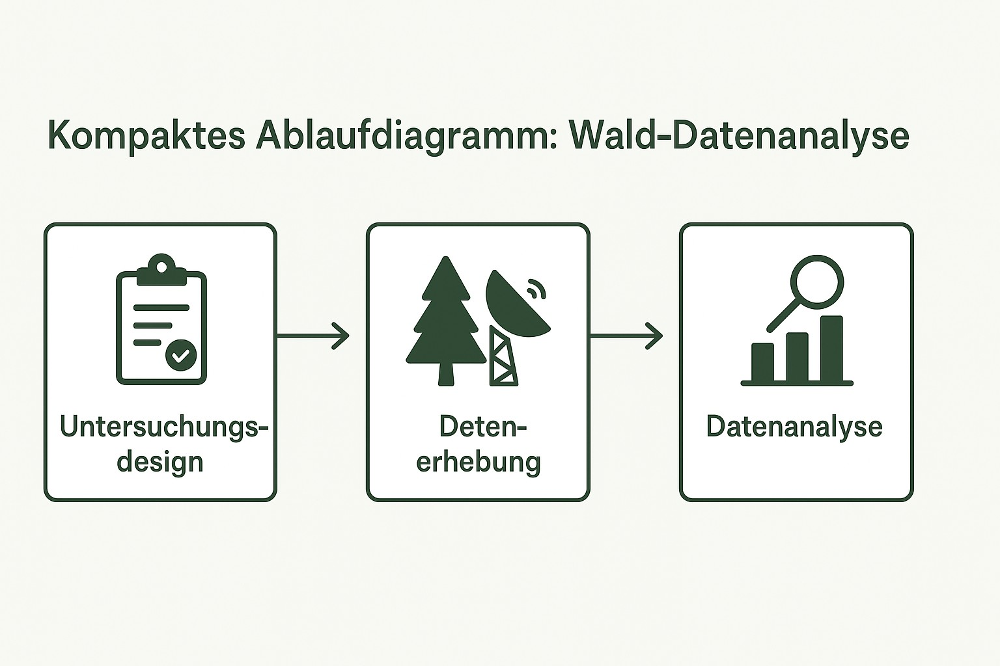 Kompaktes Ablaufdiagramm: Wald-Datenanalyse
Untersuchungs-
design
Deten-
erhebung
Datenanalyse